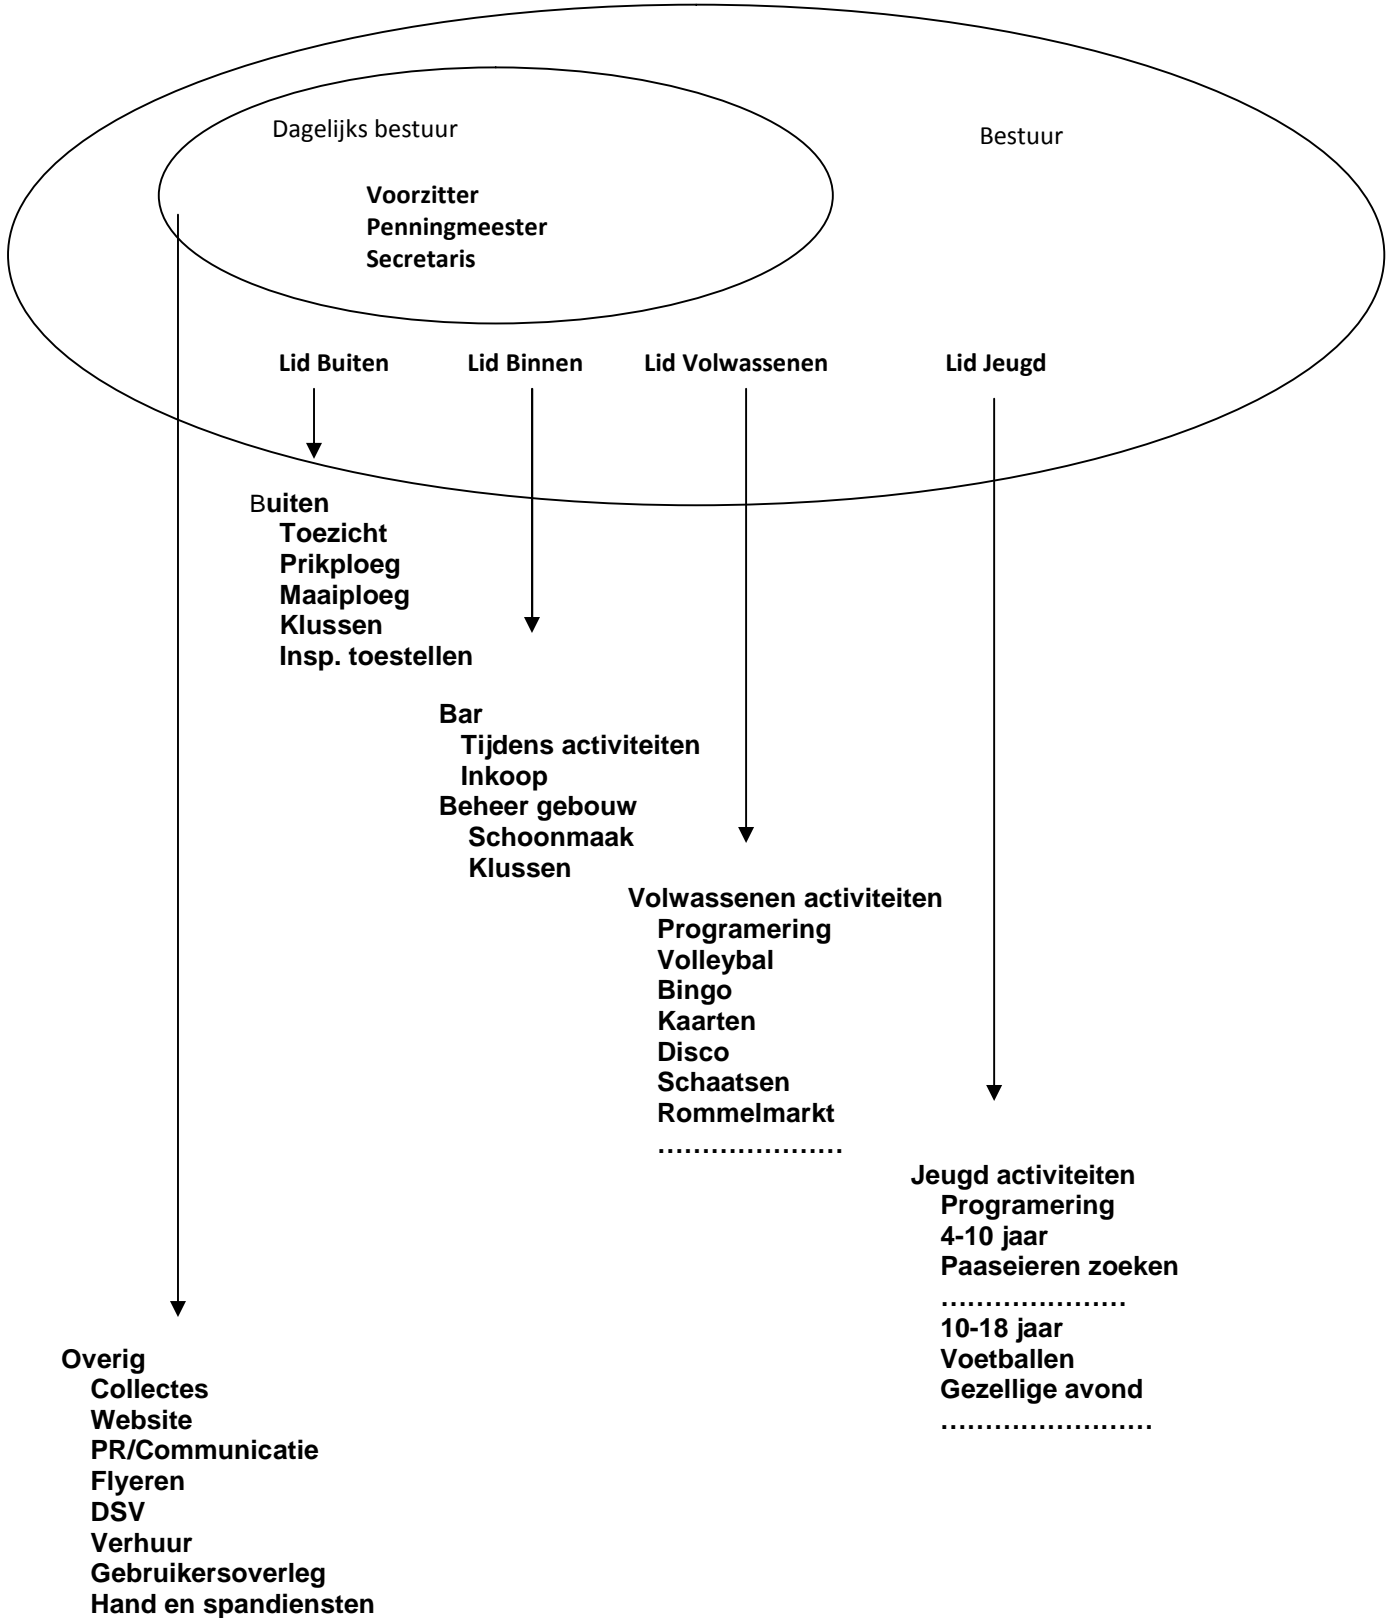 Dagelijks bestuur
Bestuur
Voorzitter
Penningmeester
Secretaris
Lid Buiten
Lid Binnen
Lid Volwassenen
Lid Jeugd
Buiten
Toezicht
Prikploeg
Maaiploeg
Klussen
Insp. toestellen
Bar
Tijdens activiteiten
Inkoop
Beheer gebouw
Schoonmaak
Klussen
Volwassenen activiteiten
Programering
Volleybal
Bingo
Kaarten
Disco
Schaatsen
Rommelmarkt
…………………
Jeugd activiteiten
Programering
4-10 jaar
Paaseieren zoeken
…………………
10-18 jaar
Voetballen
Gezellige avond
……………………
Overig
Collectes
Website
PR/Communicatie
Flyeren
DSV
Verhuur
Gebruikersoverleg
Hand en spandiensten